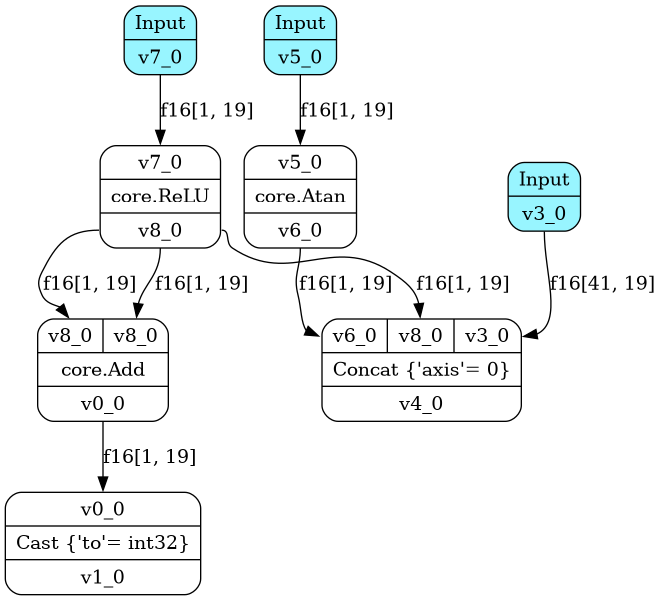 Input
v7_0
Input
v5_0
f16[1, 19]
f16[1, 19]
v7_0
core.ReLU
v8_0
v5_0
core.Atan
v6_0
Input
v3_0
f16[1, 19]
f16[1, 19]
f16[1, 19]
f16[1, 19]
f16[41, 19]
v8_0 v8_0
core.Add
v0_0
v6_0 v8_0 v3_0
Concat {'axis'= 0}
v4_0
f16[1, 19]
v0_0
Cast {'to'= int32}
v1_0